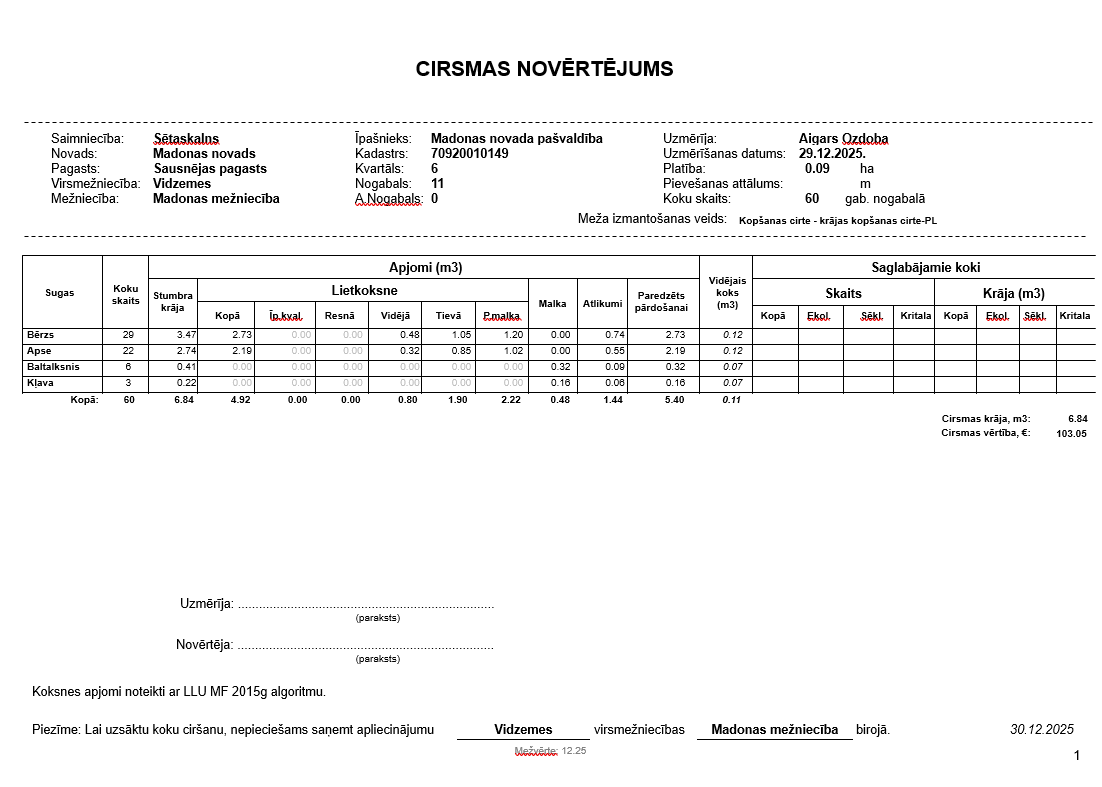 CIRSMAS NOVĒRTĒJUMS
Saimniecība: Sētaskalns Īpašnieks: Madonas novada pašvaldība Uzmērīja: Aigars Ozdoba
Novads: Madonas novads Kadastrs: 70920010149 Uzmērīšanas datums: 29.12.2025.
Pagasts: Sausnējas pagasts Kvartāls: 6 Platība: 0.09 ha
Virsmežniecība: Vidzemes Nogabals: 11 Pievešanas attālums: m
Mežniecība: Madonas mežniecība A.Nogabals: 0 Koku skaits: 60 gab. nogabalā
Meža izmantošanas veids: Kopšanas cirte - krājas kopšanas cirte-PL
Sugas Koku skaits Apjomi (m3) Vidējais koks (m3) Saglabājamie koki
Stumbra krāja Lietkoksne Malka Atlikumi Paredzēts pārdošanai Skaits Krāja (m3)
Kopā Īp.kval. Resnā Vidējā Tievā P.malka Kopā Ekol. Sēkl. Kritala Kopā Ekol. Sēkl. Kritala
Bērzs 29 3.47 2.73 0.00 0.00 0.48 1.05 1.20 0.00 0.74 2.73 0.12
Apse 22 2.74 2.19 0.00 0.00 0.32 0.85 1.02 0.00 0.55 2.19 0.12
Baltalksnis 6 0.41 0.00 0.00 0.00 0.00 0.00 0.00 0.32 0.09 0.32 0.07
Kļava 3 0.22 0.00 0.00 0.00 0.00 0.00 0.00 0.16 0.06 0.16 0.07
Kopā: 60 6.84 4.92 0.00 0.00 0.80 1.90 2.22 0.48 1.44 5.40 0.11
Cirsmas krāja, m3: 6.84
Cirsmas vērtība, €: 103.05
Uzmērīja: ..........................................................................
(paraksts)
Novērtēja: ..........................................................................
(paraksts)
Koksnes apjomi noteikti ar LLU MF 2015g algoritmu.
Piezīme: Lai uzsāktu koku ciršanu, nepieciešams saņemt apliecinājumu Vidzemes virsmežniecības Madonas mežniecība birojā. 30.12.2025
Mežvērte: 12.25
1